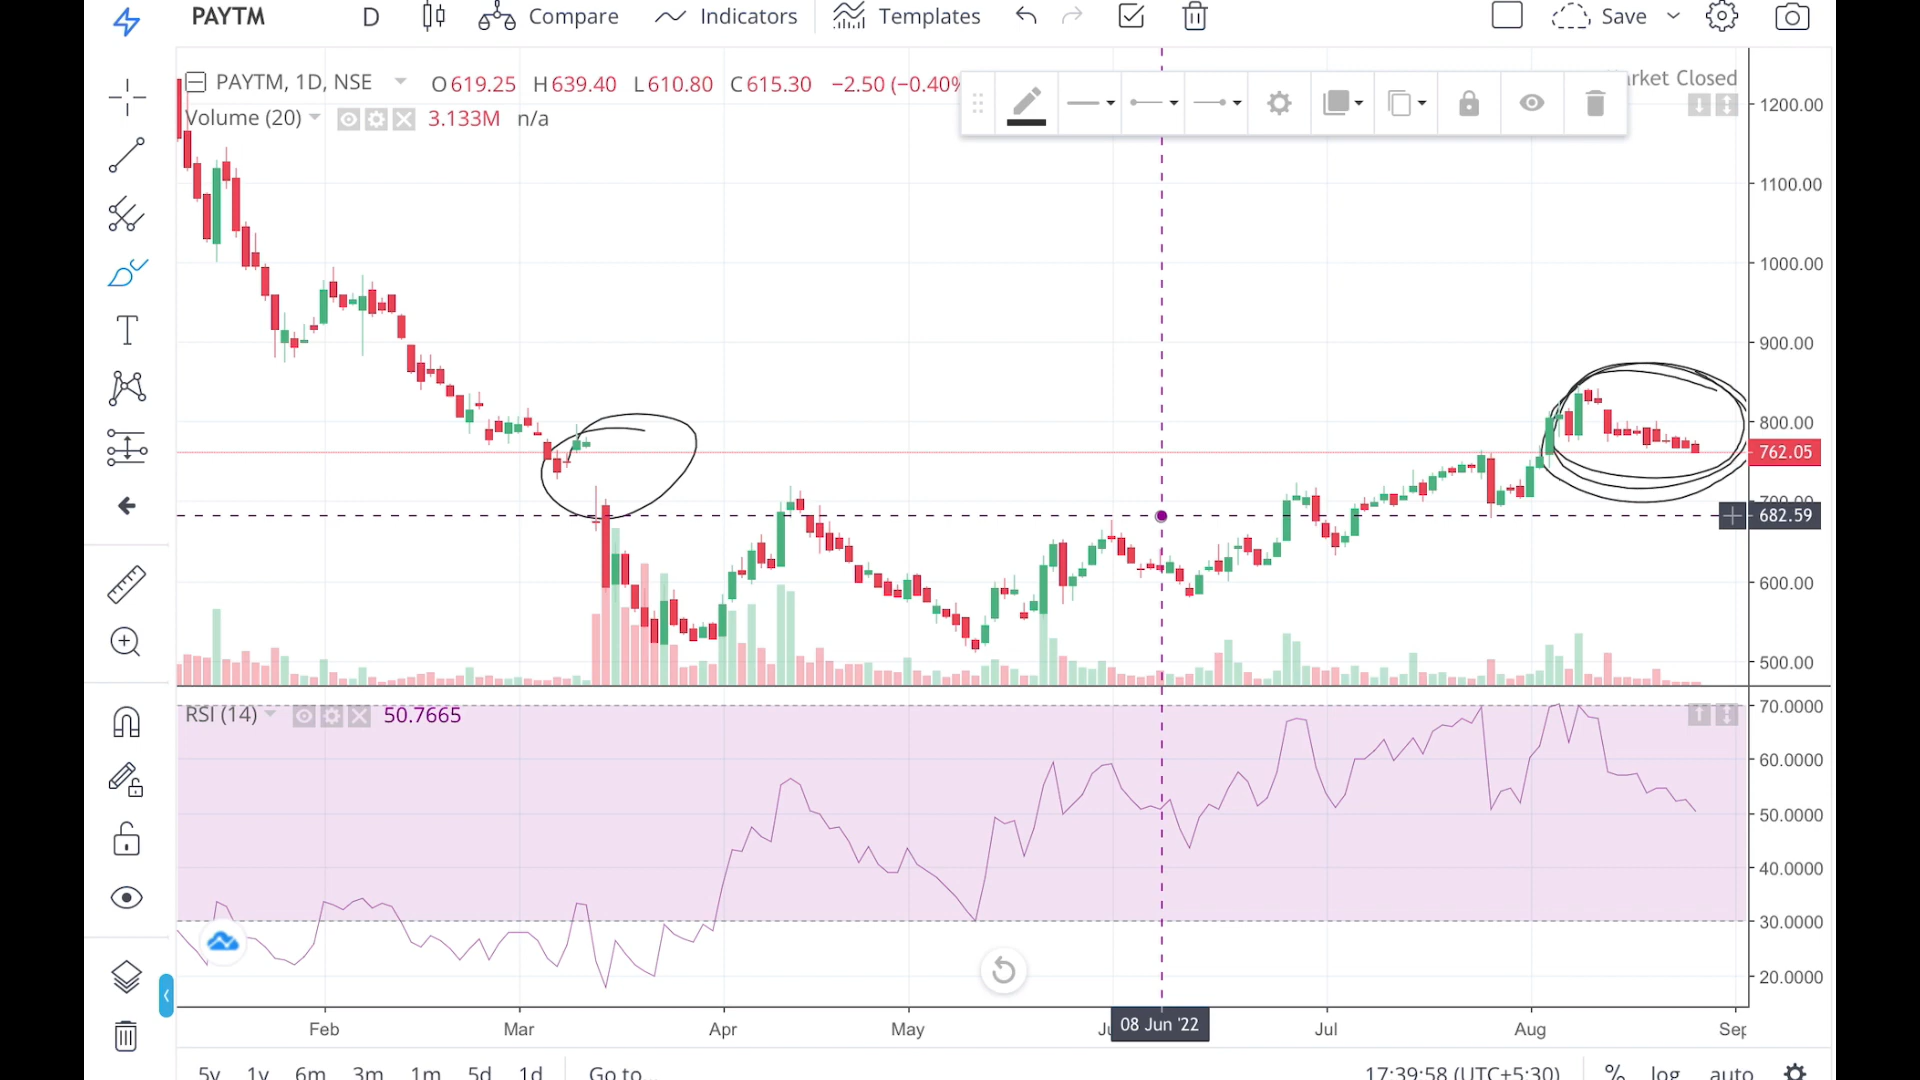 PAYTM D Compare Indicators Templates Save
PAYTM, 1D, NSE O619.25 H639.40 L610.80 C615.30 −2.50 (−0.40% Market Closed
Volume (20) 3.133M n/a
1200.00
1100.00
1000.00
900.00
800.00
762.05
700.00
682.59
600.00
500.00
RSI (14) 50.7665
70.0000
60.0000
50.0000
40.0000
30.0000
20.0000
Feb Mar Apr May 08 Jun '22 Jul Aug Sep
5y 1y 6m 3m 1m 5d 1d Go to... 17:39:58 (UTC+5:30) % log auto